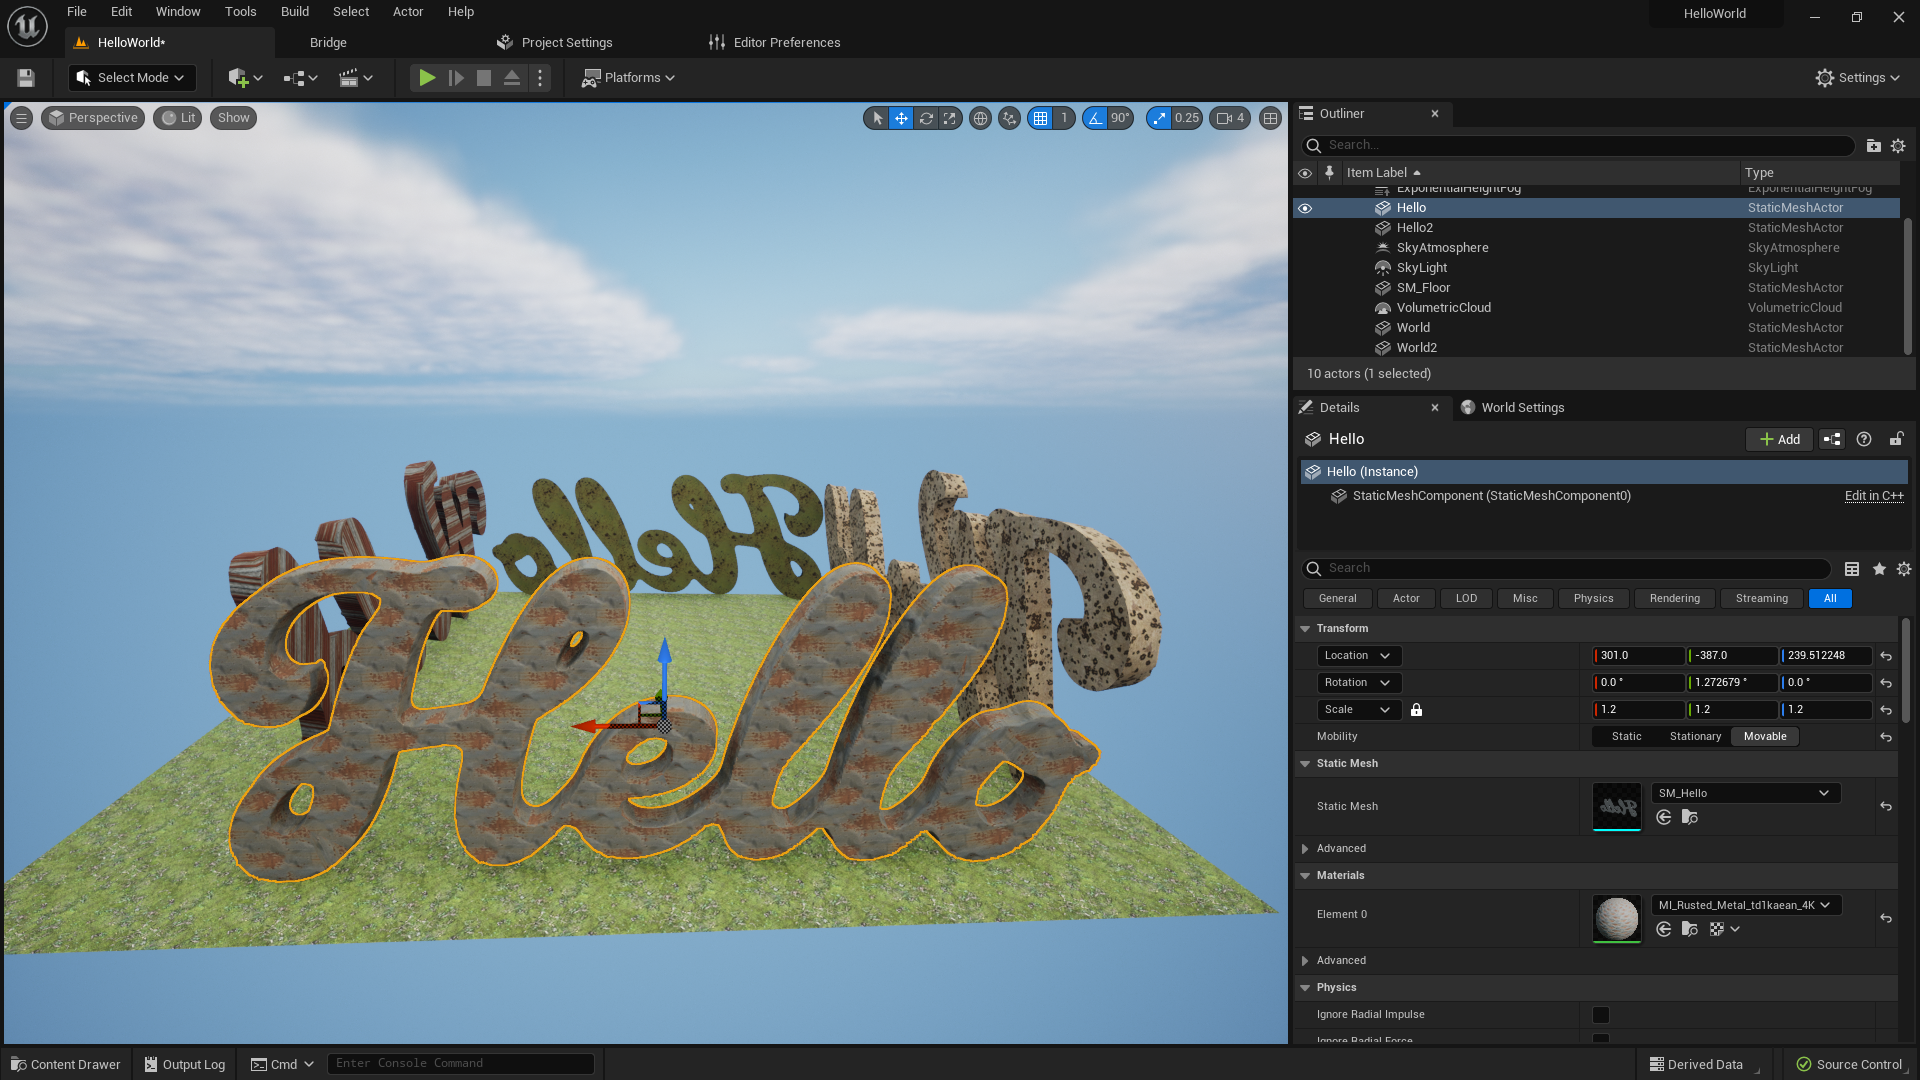 File Edit Window Tools Build Select Actor Help
HelloWorld
HelloWorld*
Bridge
Project Settings
Editor Preferences
Select Mode
Platforms
Settings
Perspective
Lit
Show
1
90°
0.25
4
Hello
Hello
Outliner
Search...
Item Label
Type
ExponentialHeightFog ExponentialHeightFog
Hello StaticMeshActor
Hello2 StaticMeshActor
SkyAtmosphere SkyAtmosphere
SkyLight SkyLight
SM_Floor StaticMeshActor
VolumetricCloud VolumetricCloud
World StaticMeshActor
World2 StaticMeshActor
10 actors (1 selected)
Details
World Settings
Hello
Add
Hello (Instance)
StaticMeshComponent (StaticMeshComponent0) Edit in C++
Search
General Actor LOD Misc Physics Rendering Streaming All
Transform
Location 301.0 -387.0 239.512248
Rotation 0.0 ° 1.272679 ° 0.0 °
Scale 1.2 1.2 1.2
Mobility Static Stationary Movable
Static Mesh
Static Mesh SM_Hello
Advanced
Materials
Element 0 MI_Rusted_Metal_td1kaean_4K
Advanced
Physics
Ignore Radial Impulse
Ignore Radial Force
Content Drawer
Output Log
Cmd
Enter Console Command
Derived Data
Source Control